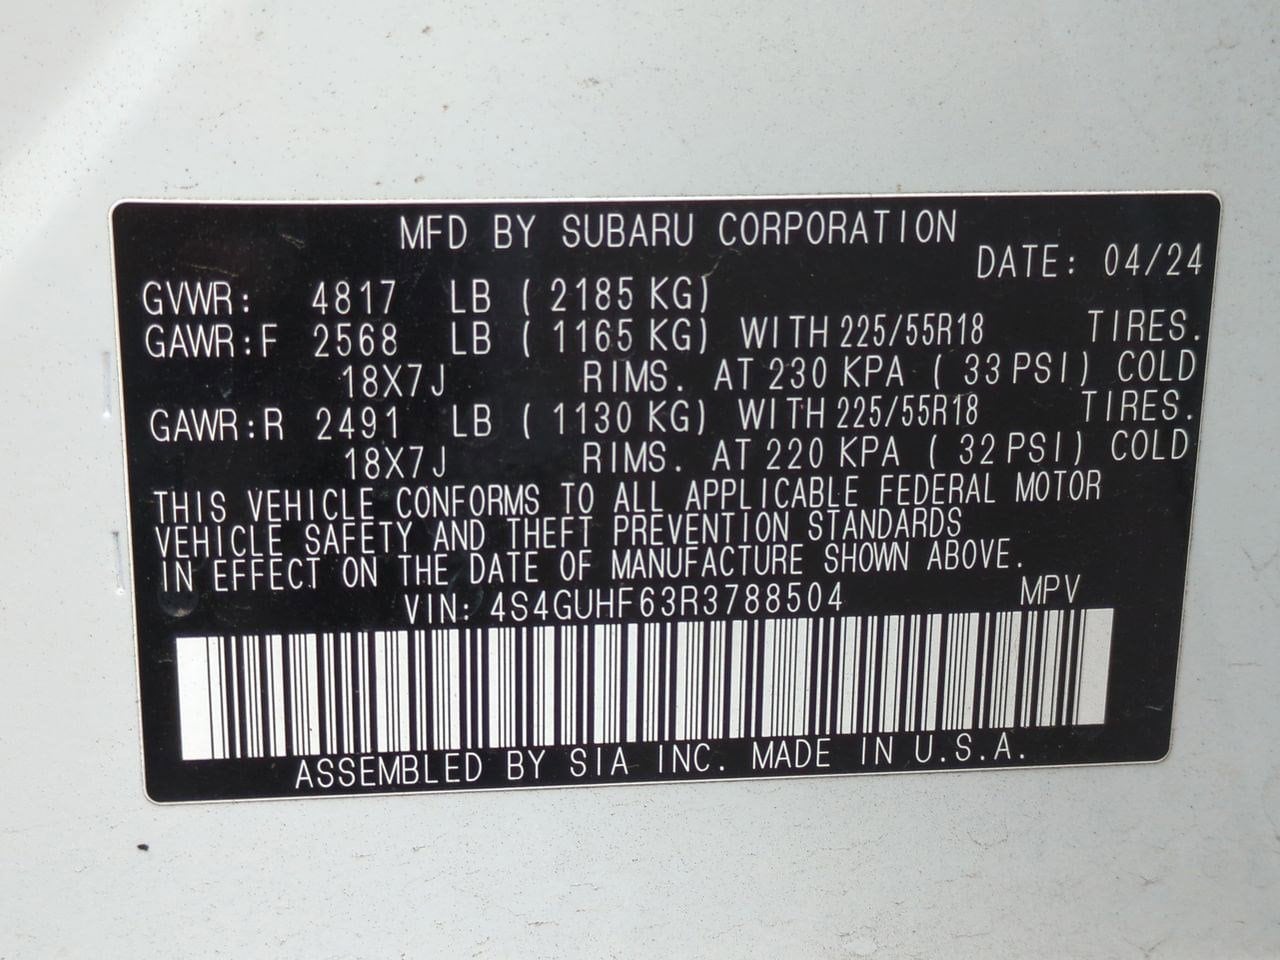 MFD BY SUBARU CORPORATION
DATE: 04/24
GVWR: 4817 LB ( 2185 KG)
GAWR:F 2568 LB ( 1165 KG) WITH 225/55R18 TIRES.
18X7J RIMS. AT 230 KPA ( 33 PSI) COLD
GAWR:R 2491 LB ( 1130 KG) WITH 225/55R18 TIRES.
18X7J RIMS. AT 220 KPA ( 32 PSI) COLD
THIS VEHICLE CONFORMS TO ALL APPLICABLE FEDERAL MOTOR
VEHICLE SAFETY AND THEFT PREVENTION STANDARDS
IN EFFECT ON THE DATE OF MANUFACTURE SHOWN ABOVE.
VIN: 4S4GUHF63R3788504 MPV
ASSEMBLED BY SIA INC. MADE IN U.S.A.